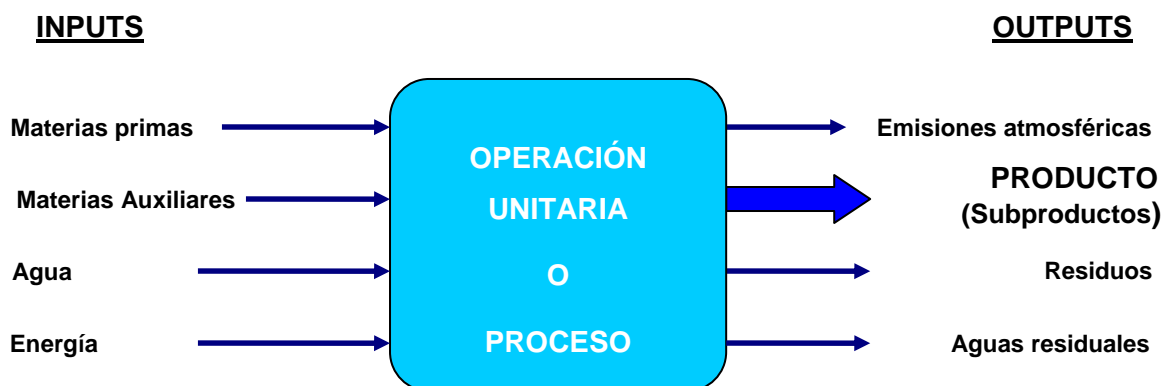 INPUTS
OUTPUTS
Materias primas
Materias Auxiliares
Agua
Energía
OPERACIÓN
UNITARIA
O
PROCESO
Emisiones atmosféricas
PRODUCTO
(Subproductos)
Residuos
Aguas residuales